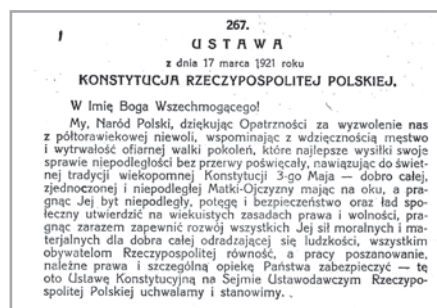 267.
USTAWA
z dnia 17 marca 1921 roku
KONSTYTUCJA RZECZYPOSPOLITEJ POLSKIEJ.
W Imię Boga Wszechmogącego!
My, Naród Polski, dziękując Opatrzności za wyzwolenie nas
z półtorawiekowej niewoli, wspominając z wdzięcznością męstwo
i wytrwałość ofiarnej walki pokoleń, które najlepsze wysiłki swoje
sprawie niepodległości bez przerwy poświęcały, nawiązując do świet-
nej tradycji wiekopomnej Konstytucji 3-go Maja — dobro całej,
zjednoczonej i niepodległej Matki-Ojczyzny mając na oku, a pra-
gnąc Jej byt niepodległy, potęgę i bezpieczeństwo oraz ład spo-
łeczny utwierdzić na wiekuistych zasadach prawa i wolności, pra-
gnąc zarazem zapewnić rozwój wszystkich Jej sił moralnych i ma-
terjalnych dla dobra całej odradzającej się ludzkości, wszystkim
obywatelom Rzeczypospolitej równość, a pracy poszanowanie,
należne prawa i szczególną opiekę Państwa zabezpieczyć — tę
oto Ustawę Konstytucyjną na Sejmie Ustawodawczym Rzeczypo-
spolitej Polskiej uchwalamy i stanowimy.